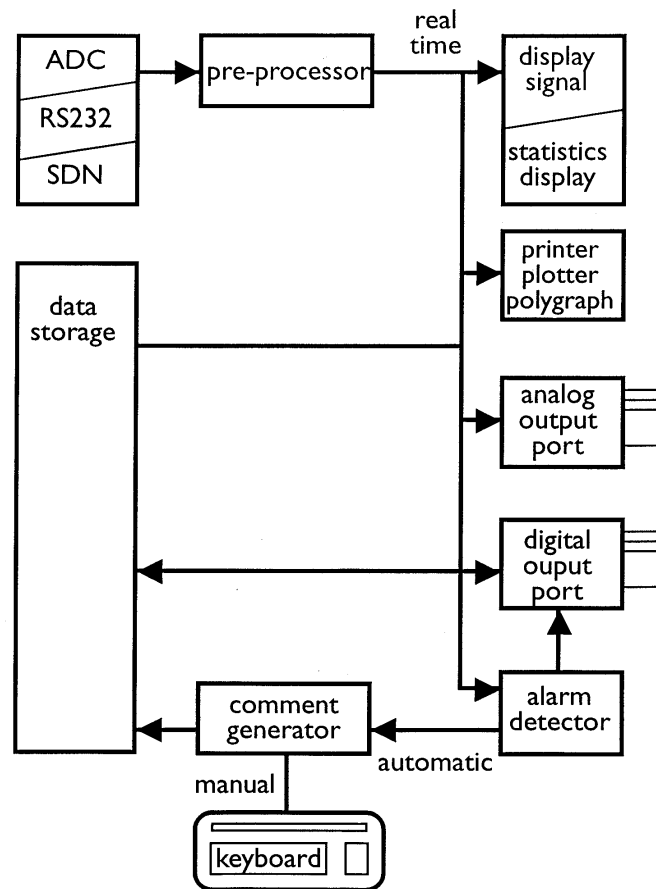 real
time
ADC
pre-processor
display
signal
RS232
SDN
statistics
display
printer
plotter
polygraph
data
storage
analog
output
port
digital
ouput
port
comment
generator
alarm
detector
automatic
manual
keyboard